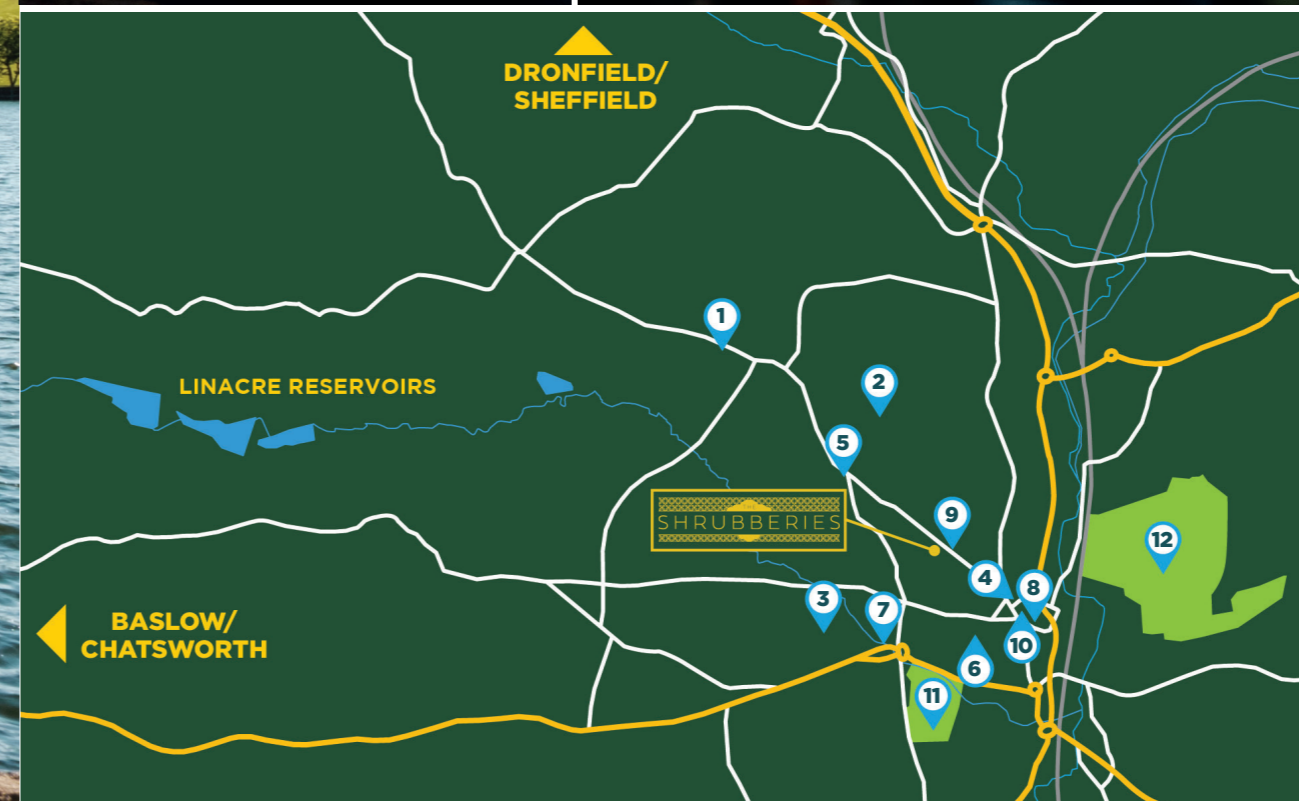 DRONFIELD/
SHEFFIELD
1
LINACRE RESERVOIRS
2
5
SHRUBBERIES
9
12
4
8
3
7
10
BASLOW/
CHATSWORTH
6
11